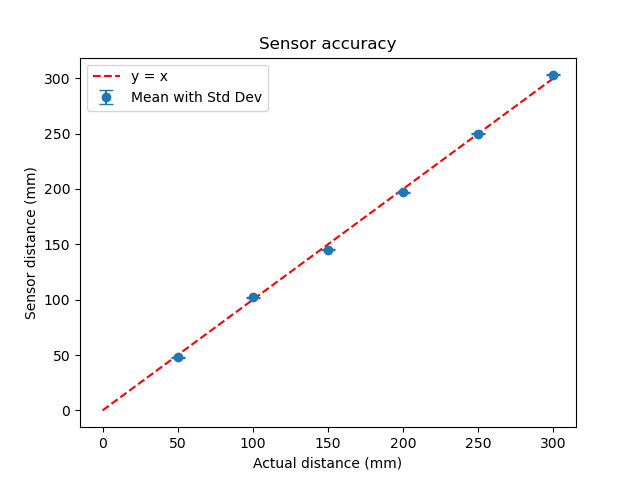 Sensor accuracy
y = x
Mean with Std Dev
300
250
200
150
100
50
0
Sensor distance (mm)
0 50 100 150 200 250 300
Actual distance (mm)